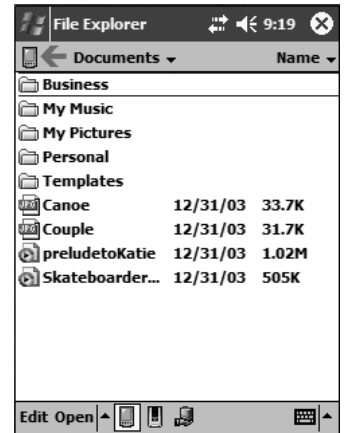 File Explorer 9:19
Documents Name
Business
My Music
My Pictures
Personal
Templates
Canoe 12/31/03 33.7K
Couple 12/31/03 31.7K
preludetoKatie 12/31/03 1.02M
Skateboarder... 12/31/03 505K
Edit Open